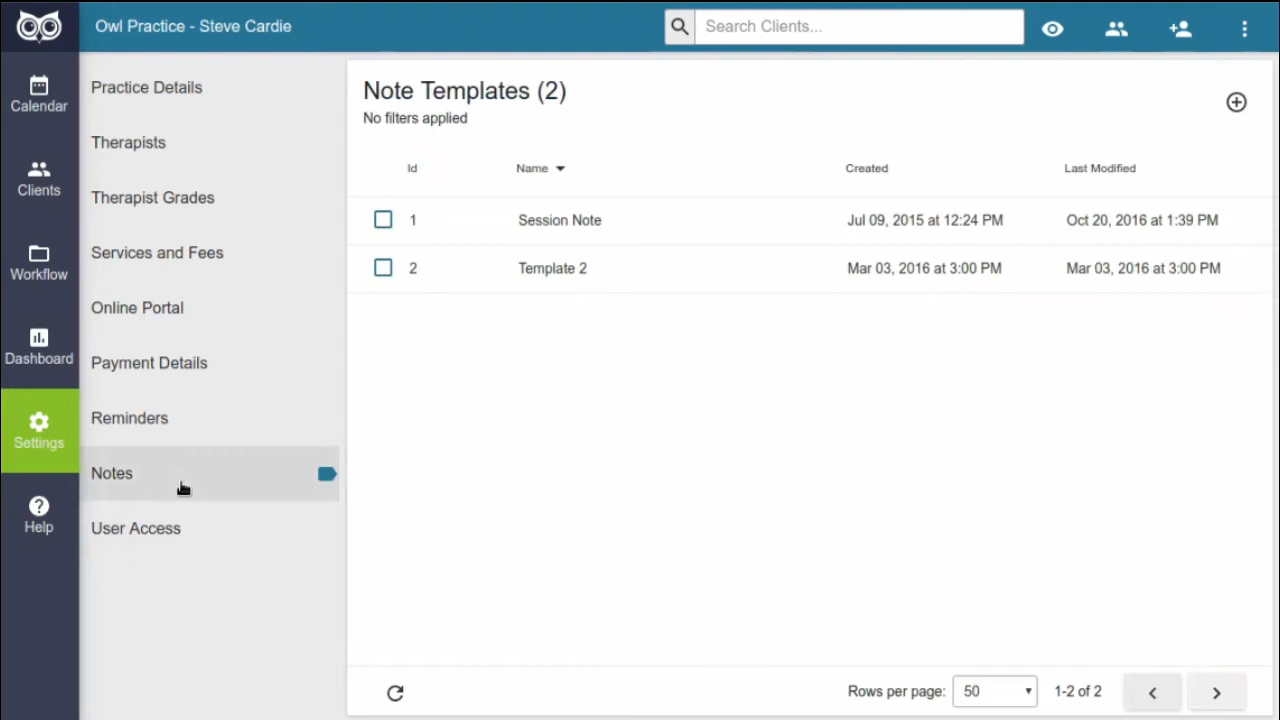 Owl Practice - Steve Cardie
Search Clients...
Calendar
Clients
Workflow
Dashboard
Settings
Help
Practice Details
Therapists
Therapist Grades
Services and Fees
Online Portal
Payment Details
Reminders
Notes
User Access
Note Templates (2)
No filters applied
Id Name Created Last Modified
1 Session Note Jul 09, 2015 at 12:24 PM Oct 20, 2016 at 1:39 PM
2 Template 2 Mar 03, 2016 at 3:00 PM Mar 03, 2016 at 3:00 PM
Rows per page: 50 1-2 of 2